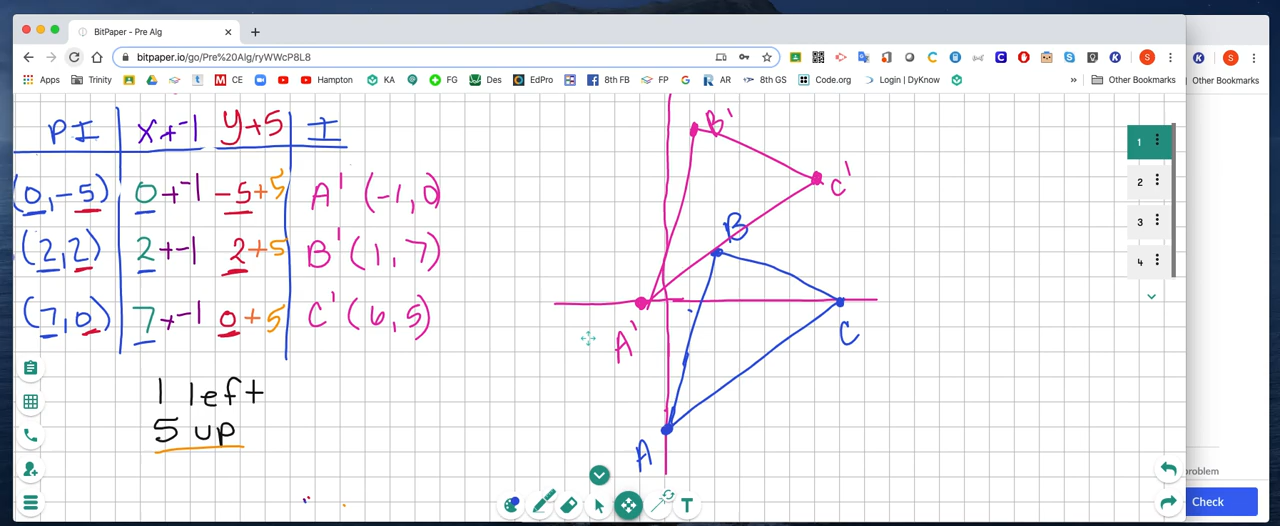 BitPaper - Pre Alg
bitpaper.io/go/Pre%20Alg/ryWWcP8L8
Apps Trinity CE Hampton KA FG Des EdPro 8th FB FP AR 8th GS Code.org Login | DyKnow » Other Bookmarks Other Bookmarks
PI x+-1 y+5 I
(0,-5) 0+-1 -5+5 A' (-1,0)
(2,2) 2+-1 2+5 B' (1,7)
(7,0) 7+-1 0+5 C' (6,5)
1 left
5 up
B'
C'
B
A'
C
A
1
2
3
4
T
problem
Check